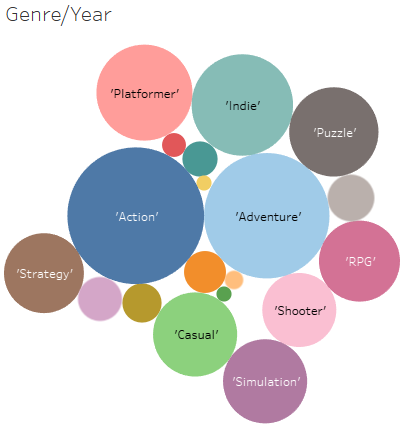 Genre/Year
'Platformer'
'Indie'
'Puzzle'
'Action'
'Adventure'
'RPG'
'Strategy'
'Shooter'
'Casual'
'Simulation'